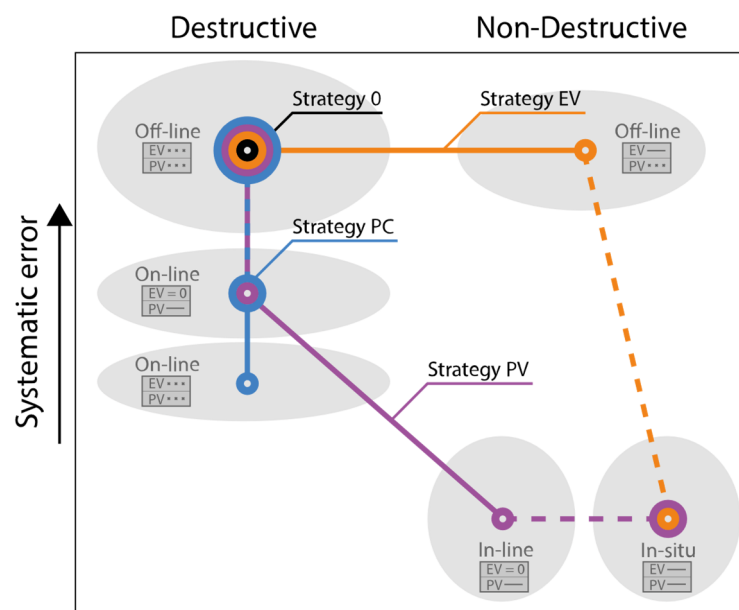 Destructive
Non-Destructive
Strategy 0
Strategy EV
Off-line
EV ···
PV ···
Off-line
EV —
PV ···
Strategy PC
On-line
EV = 0
PV —
On-line
EV ···
PV ···
Strategy PV
In-line
EV = 0
PV —
In-situ
EV —
PV —
Systematic error